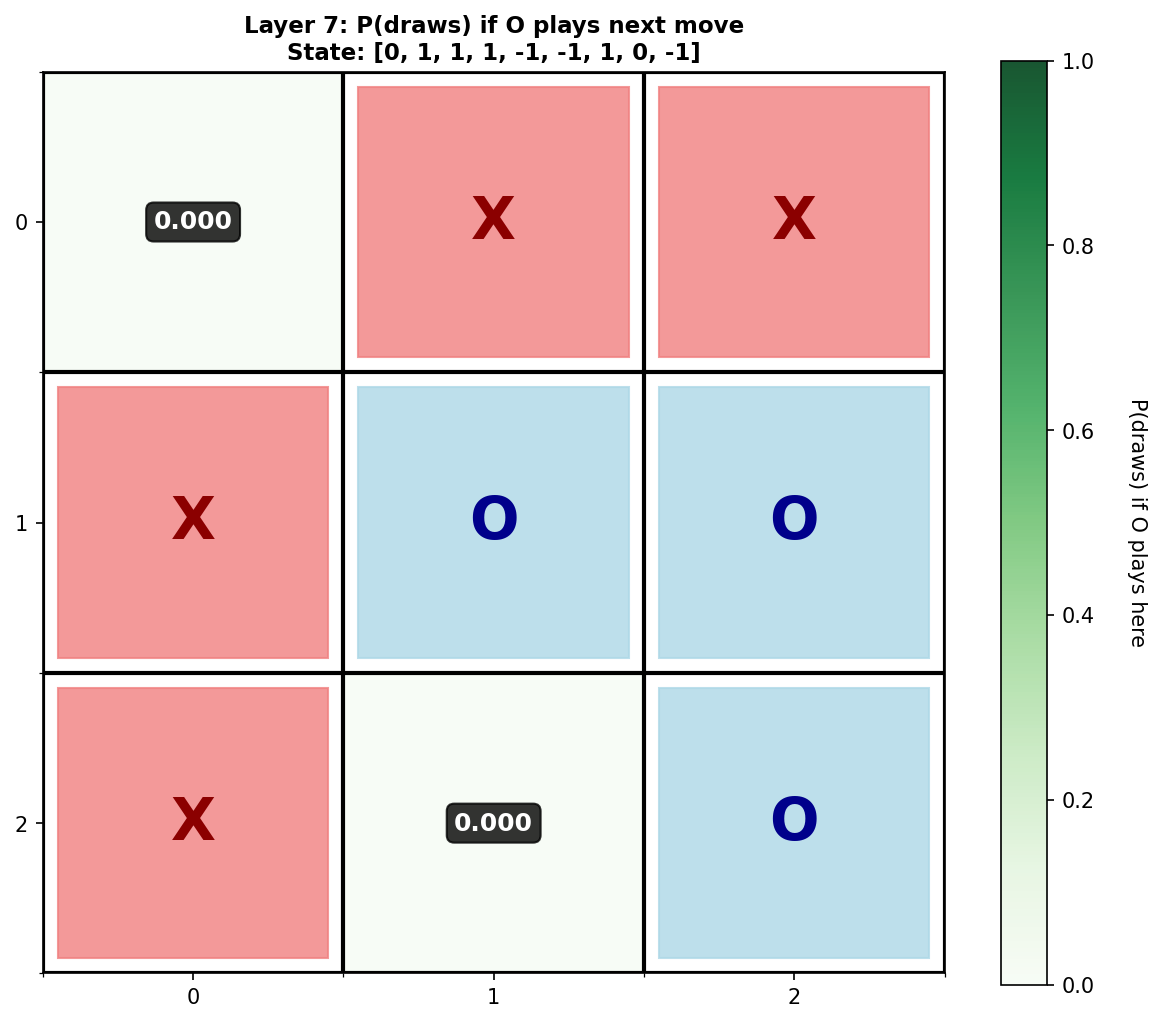 Layer 7: P(draws) if O plays next move
State: [0, 1, 1, 1, -1, -1, 1, 0, -1]
0
0.000
X
X
1
X
O
O
2
X
0.000
O
0
1
2
1.0
0.8
0.6
0.4
0.2
0.0
P(draws) if O plays here